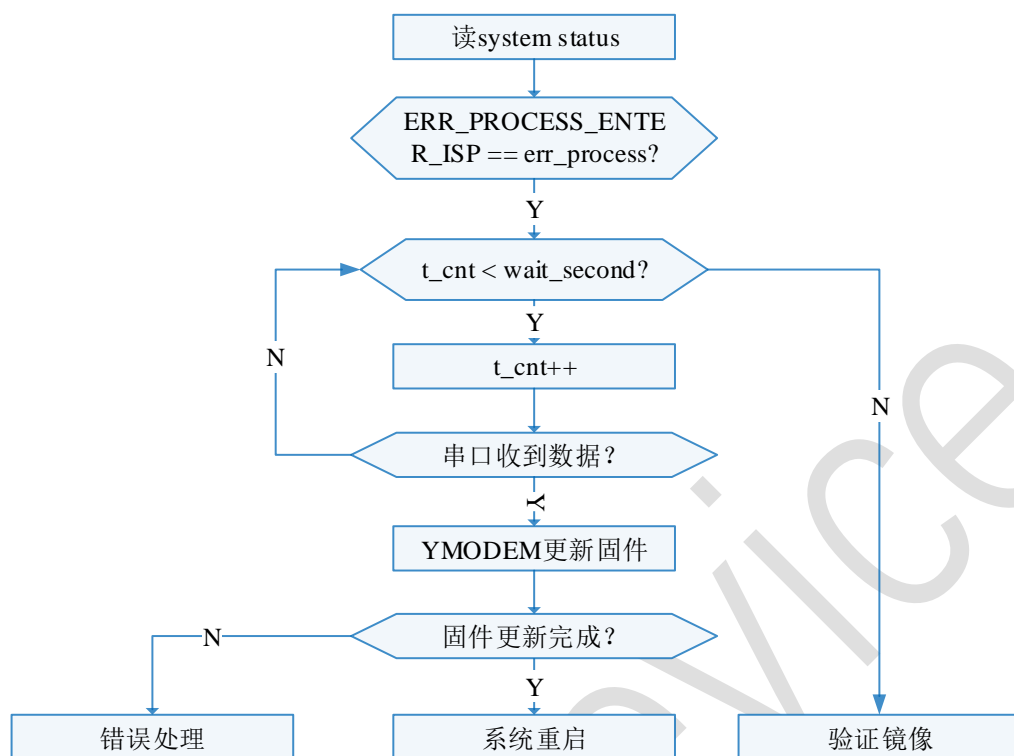 读system status
ERR_PROCESS_ENTE
R_ISP == err_process?
Y
t_cnt < wait_second?
Y
N
t_cnt++
N
串口收到数据？
Y
YMODEM更新固件
N
固件更新完成？
Y
错误处理
系统重启
验证镜像
vice